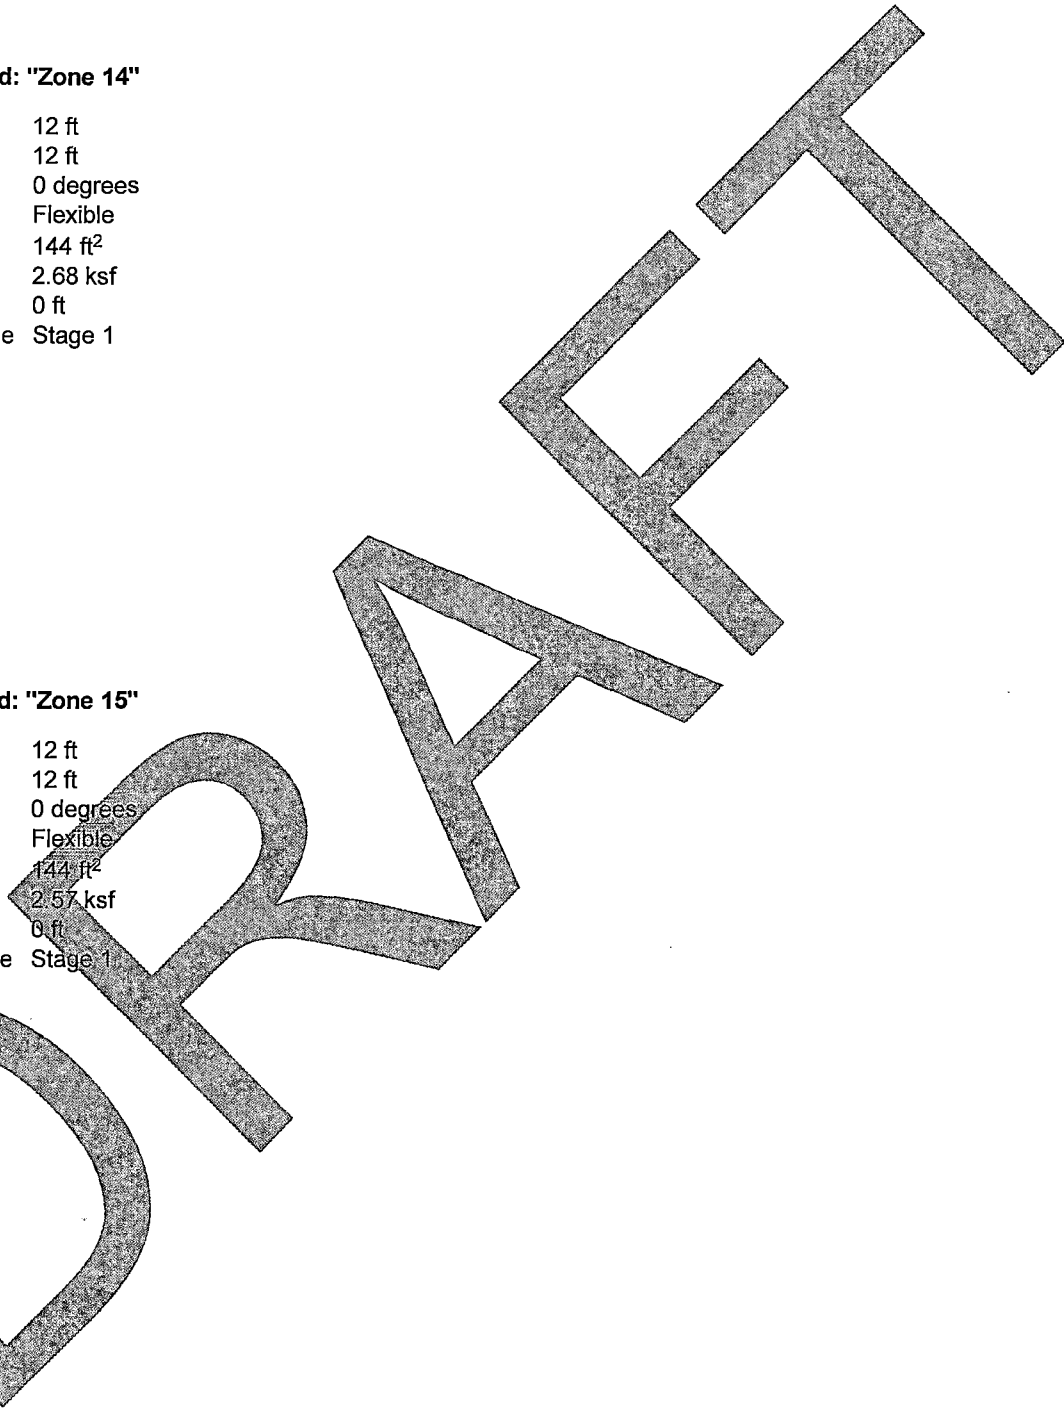 d: "Zone 14"
12 ft
12 ft
0 degrees
Flexible
144 ft²
2.68 ksf
0 ft
e Stage 1
d: "Zone 15"
12 ft
12 ft
0 degrees
Flexible
144 ft²
2.57 ksf
0 ft
e Stage 1
DRAFT